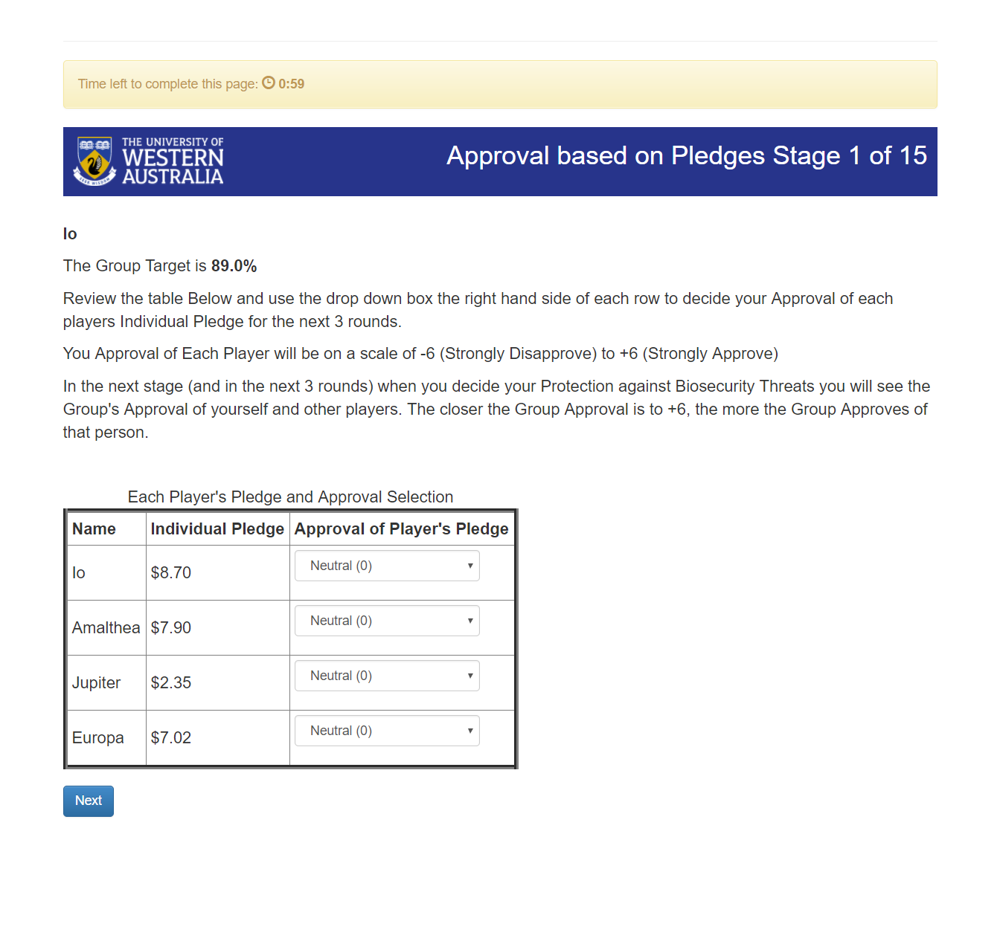 Time left to complete this page: 0:59
THE UNIVERSITY OF
WESTERN
AUSTRALIA
SEEK WISDOM
Approval based on Pledges Stage 1 of 15
Io
The Group Target is 89.0%
Review the table Below and use the drop down box the right hand side of each row to decide your Approval of each
players Individual Pledge for the next 3 rounds.
You Approval of Each Player will be on a scale of -6 (Strongly Disapprove) to +6 (Strongly Approve)
In the next stage (and in the next 3 rounds) when you decide your Protection against Biosecurity Threats you will see the
Group's Approval of yourself and other players. The closer the Group Approval is to +6, the more the Group Approves of
that person.
Each Player's Pledge and Approval Selection
Name Individual Pledge Approval of Player's Pledge
Io $8.70 Neutral (0)
Amalthea $7.90 Neutral (0)
Jupiter $2.35 Neutral (0)
Europa $7.02 Neutral (0)
Next